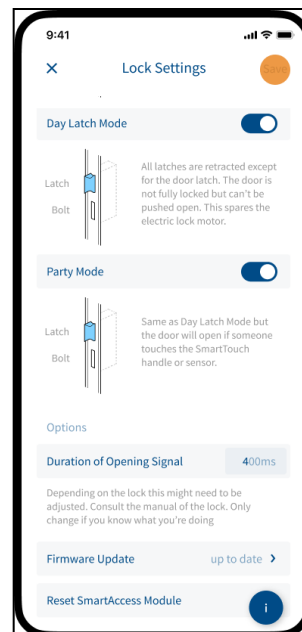 9:41
Lock Settings
Save
Day Latch Mode
All latches are retracted except
for the door latch. The door is
not fully locked but can't be
pushed open. This spares the
electric lock motor.
Latch
Bolt
Party Mode
Same as Day Latch Mode but
the door will open if someone
touches the SmartTouch
handle or sensor.
Latch
Bolt
Options
Duration of Opening Signal 400ms
Depending on the lock this might need to be
adjusted. Consult the manual of the lock. Only
change if you know what you're doing
Firmware Update up to date
Reset SmartAccess Module
i